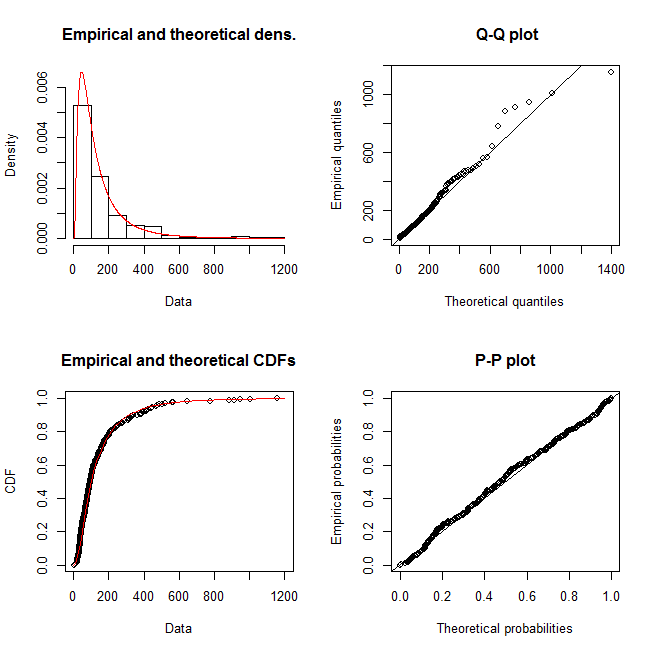 Empirical and theoretical dens.
Density
0.000 0.002 0.004 0.006
0 200 400 600 800 1200
Data
Q-Q plot
Empirical quantiles
0 200 600 1000
0 200 600 1000 1400
Theoretical quantiles
Empirical and theoretical CDFs
CDF
0.0 0.2 0.4 0.6 0.8 1.0
0 200 400 600 800 1200
Data
P-P plot
Empirical probabilities
0.0 0.2 0.4 0.6 0.8 1.0
0.0 0.2 0.4 0.6 0.8 1.0
Theoretical probabilities